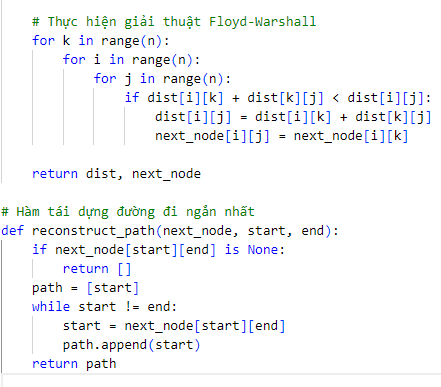 # Thực hiện giải thuật Floyd-Warshall
for k in range(n):
for i in range(n):
for j in range(n):
if dist[i][k] + dist[k][j] < dist[i][j]:
dist[i][j] = dist[i][k] + dist[k][j]
next_node[i][j] = next_node[i][k]
return dist, next_node
# Hàm tái dựng đường đi ngắn nhất
def reconstruct_path(next_node, start, end):
if next_node[start][end] is None:
return []
path = [start]
while start != end:
start = next_node[start][end]
path.append(start)
return path